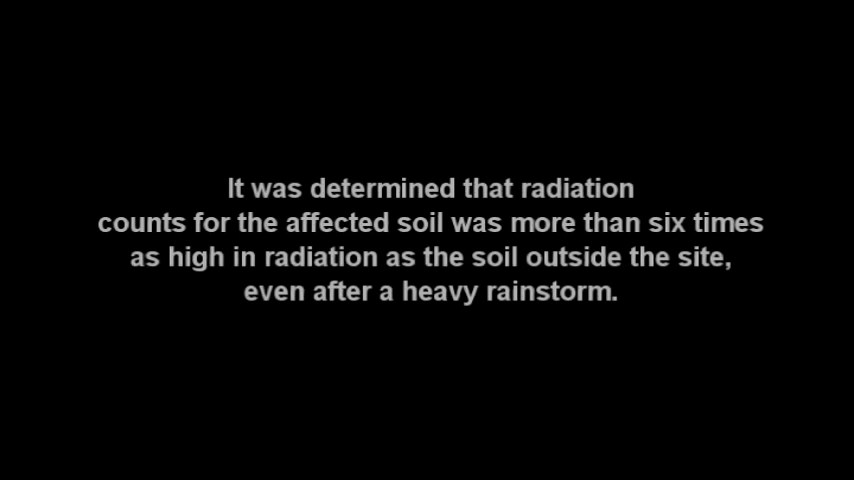 It was determined that radiation
counts for the affected soil was more than six times
as high in radiation as the soil outside the site,
even after a heavy rainstorm.